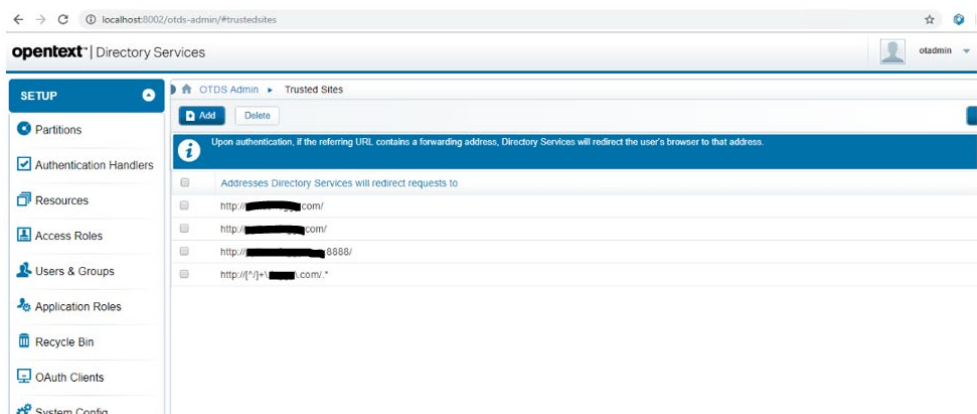 localhost:8002/otds-admin/#trustedsites
opentext™ | Directory Services
otadmin
SETUP
Partitions
Authentication Handlers
Resources
Access Roles
Users & Groups
Application Roles
Recycle Bin
OAuth Clients
System Config
OTDS Admin ▸ Trusted Sites
Add Delete
Upon authentication, if the referring URL contains a forwarding address, Directory Services will redirect the user's browser to that address.
Addresses Directory Services will redirect requests to
http:// com/
http:// com/
http:// 8888/
http://[^/]+\ \.com/.*